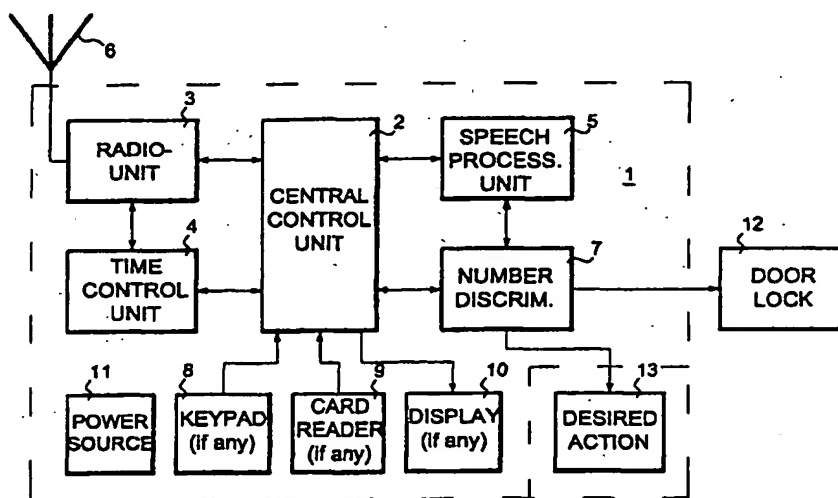 6
3
RADIO-
UNIT
2
CENTRAL
CONTROL
UNIT
5
SPEECH
PROCESS.
UNIT
1
4
TIME
CONTROL
UNIT
7
NUMBER
DISCRIM.
12
DOOR
LOCK
11
POWER
SOURCE
8
KEYPAD
(if any)
9
CARD
READER
(if any)
10
DISPLAY
(if any)
13
DESIRED
ACTION